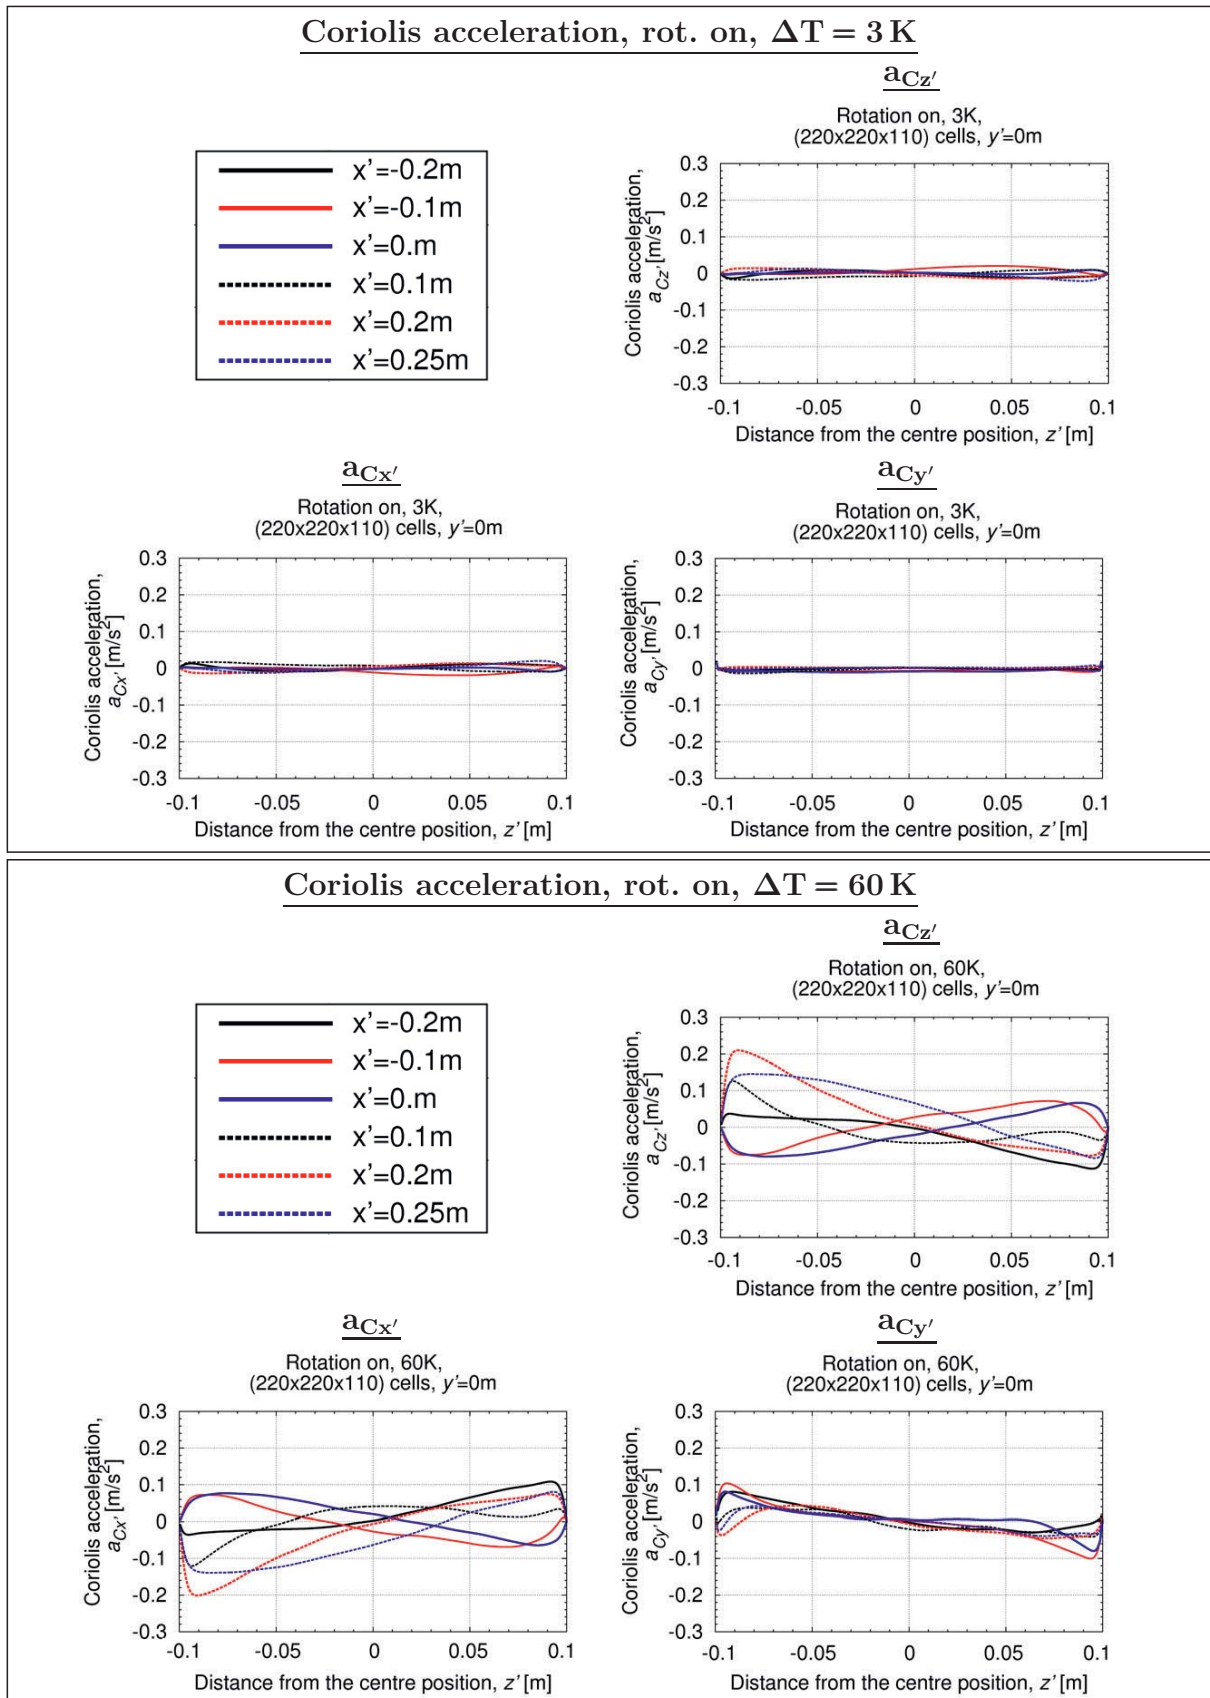 Coriolis acceleration, rot. on, ΔT = 3 K
a_Cz′
Rotation on, 3K,
(220x220x110) cells, y'=0m
x'=-0.2m
x'=-0.1m
x'=0.m
x'=0.1m
x'=0.2m
x'=0.25m
Coriolis acceleration,
a_Cz' [m/s²]
0.3
0.2
0.1
0
-0.1
-0.2
-0.3
-0.1 -0.05 0 0.05 0.1
Distance from the centre position, z' [m]
a_Cx′
Rotation on, 3K,
(220x220x110) cells, y'=0m
Coriolis acceleration,
a_Cx' [m/s²]
0.3
0.2
0.1
0
-0.1
-0.2
-0.3
-0.1 -0.05 0 0.05 0.1
Distance from the centre position, z' [m]
a_Cy′
Rotation on, 3K,
(220x220x110) cells, y'=0m
Coriolis acceleration,
a_Cy' [m/s²]
0.3
0.2
0.1
0
-0.1
-0.2
-0.3
-0.1 -0.05 0 0.05 0.1
Distance from the centre position, z' [m]
Coriolis acceleration, rot. on, ΔT = 60 K
a_Cz′
Rotation on, 60K,
(220x220x110) cells, y'=0m
x'=-0.2m
x'=-0.1m
x'=0.m
x'=0.1m
x'=0.2m
x'=0.25m
Coriolis acceleration,
a_Cz' [m/s²]
0.3
0.2
0.1
0
-0.1
-0.2
-0.3
-0.1 -0.05 0 0.05 0.1
Distance from the centre position, z' [m]
a_Cx′
Rotation on, 60K,
(220x220x110) cells, y'=0m
Coriolis acceleration,
a_Cx' [m/s²]
0.3
0.2
0.1
0
-0.1
-0.2
-0.3
-0.1 -0.05 0 0.05 0.1
Distance from the centre position, z' [m]
a_Cy′
Rotation on, 60K,
(220x220x110) cells, y'=0m
Coriolis acceleration,
a_Cy' [m/s²]
0.3
0.2
0.1
0
-0.1
-0.2
-0.3
-0.1 -0.05 0 0.05 0.1
Distance from the centre position, z' [m]